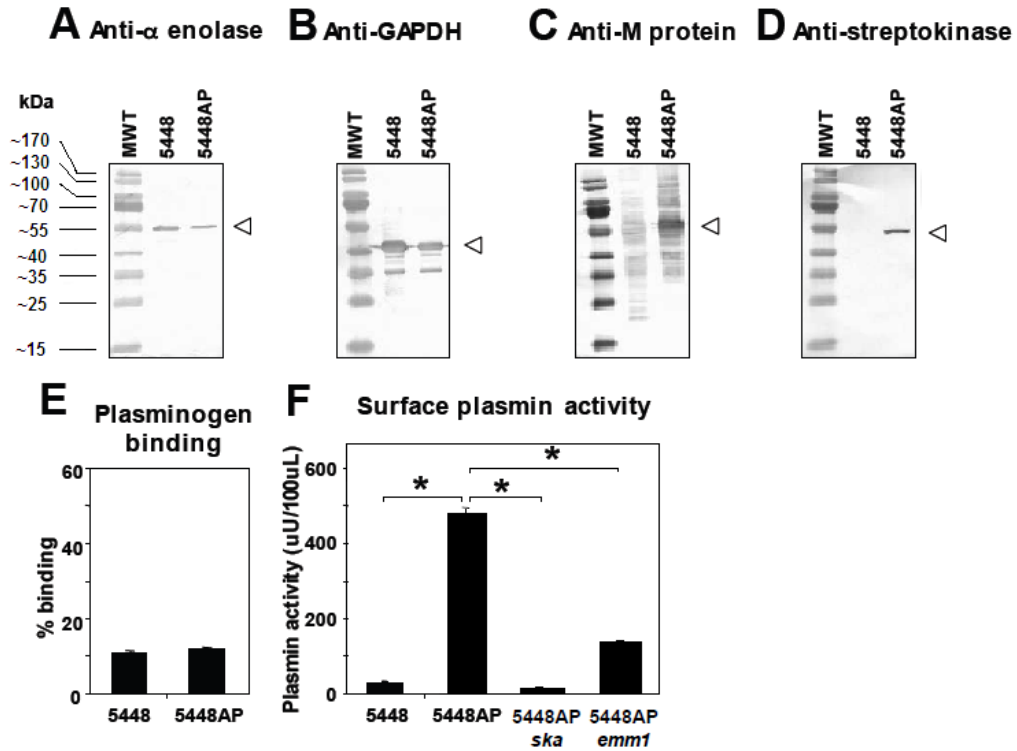 A Anti-α enolase
B Anti-GAPDH
C Anti-M protein
D Anti-streptokinase
kDa
MWT
5448
5448AP
MWT
5448
5448AP
MWT
5448
5448AP
MWT
5448
5448AP
~170
~130
~100
~70
~55
~40
~35
~25
~15
E Plasminogen
binding
% binding
60
40
20
0
5448
5448AP
F Surface plasmin activity
Plasmin activity (uU/100uL)
600
400
200
0
*
*
*
5448
5448AP
5448AP
ska
5448AP
emm1